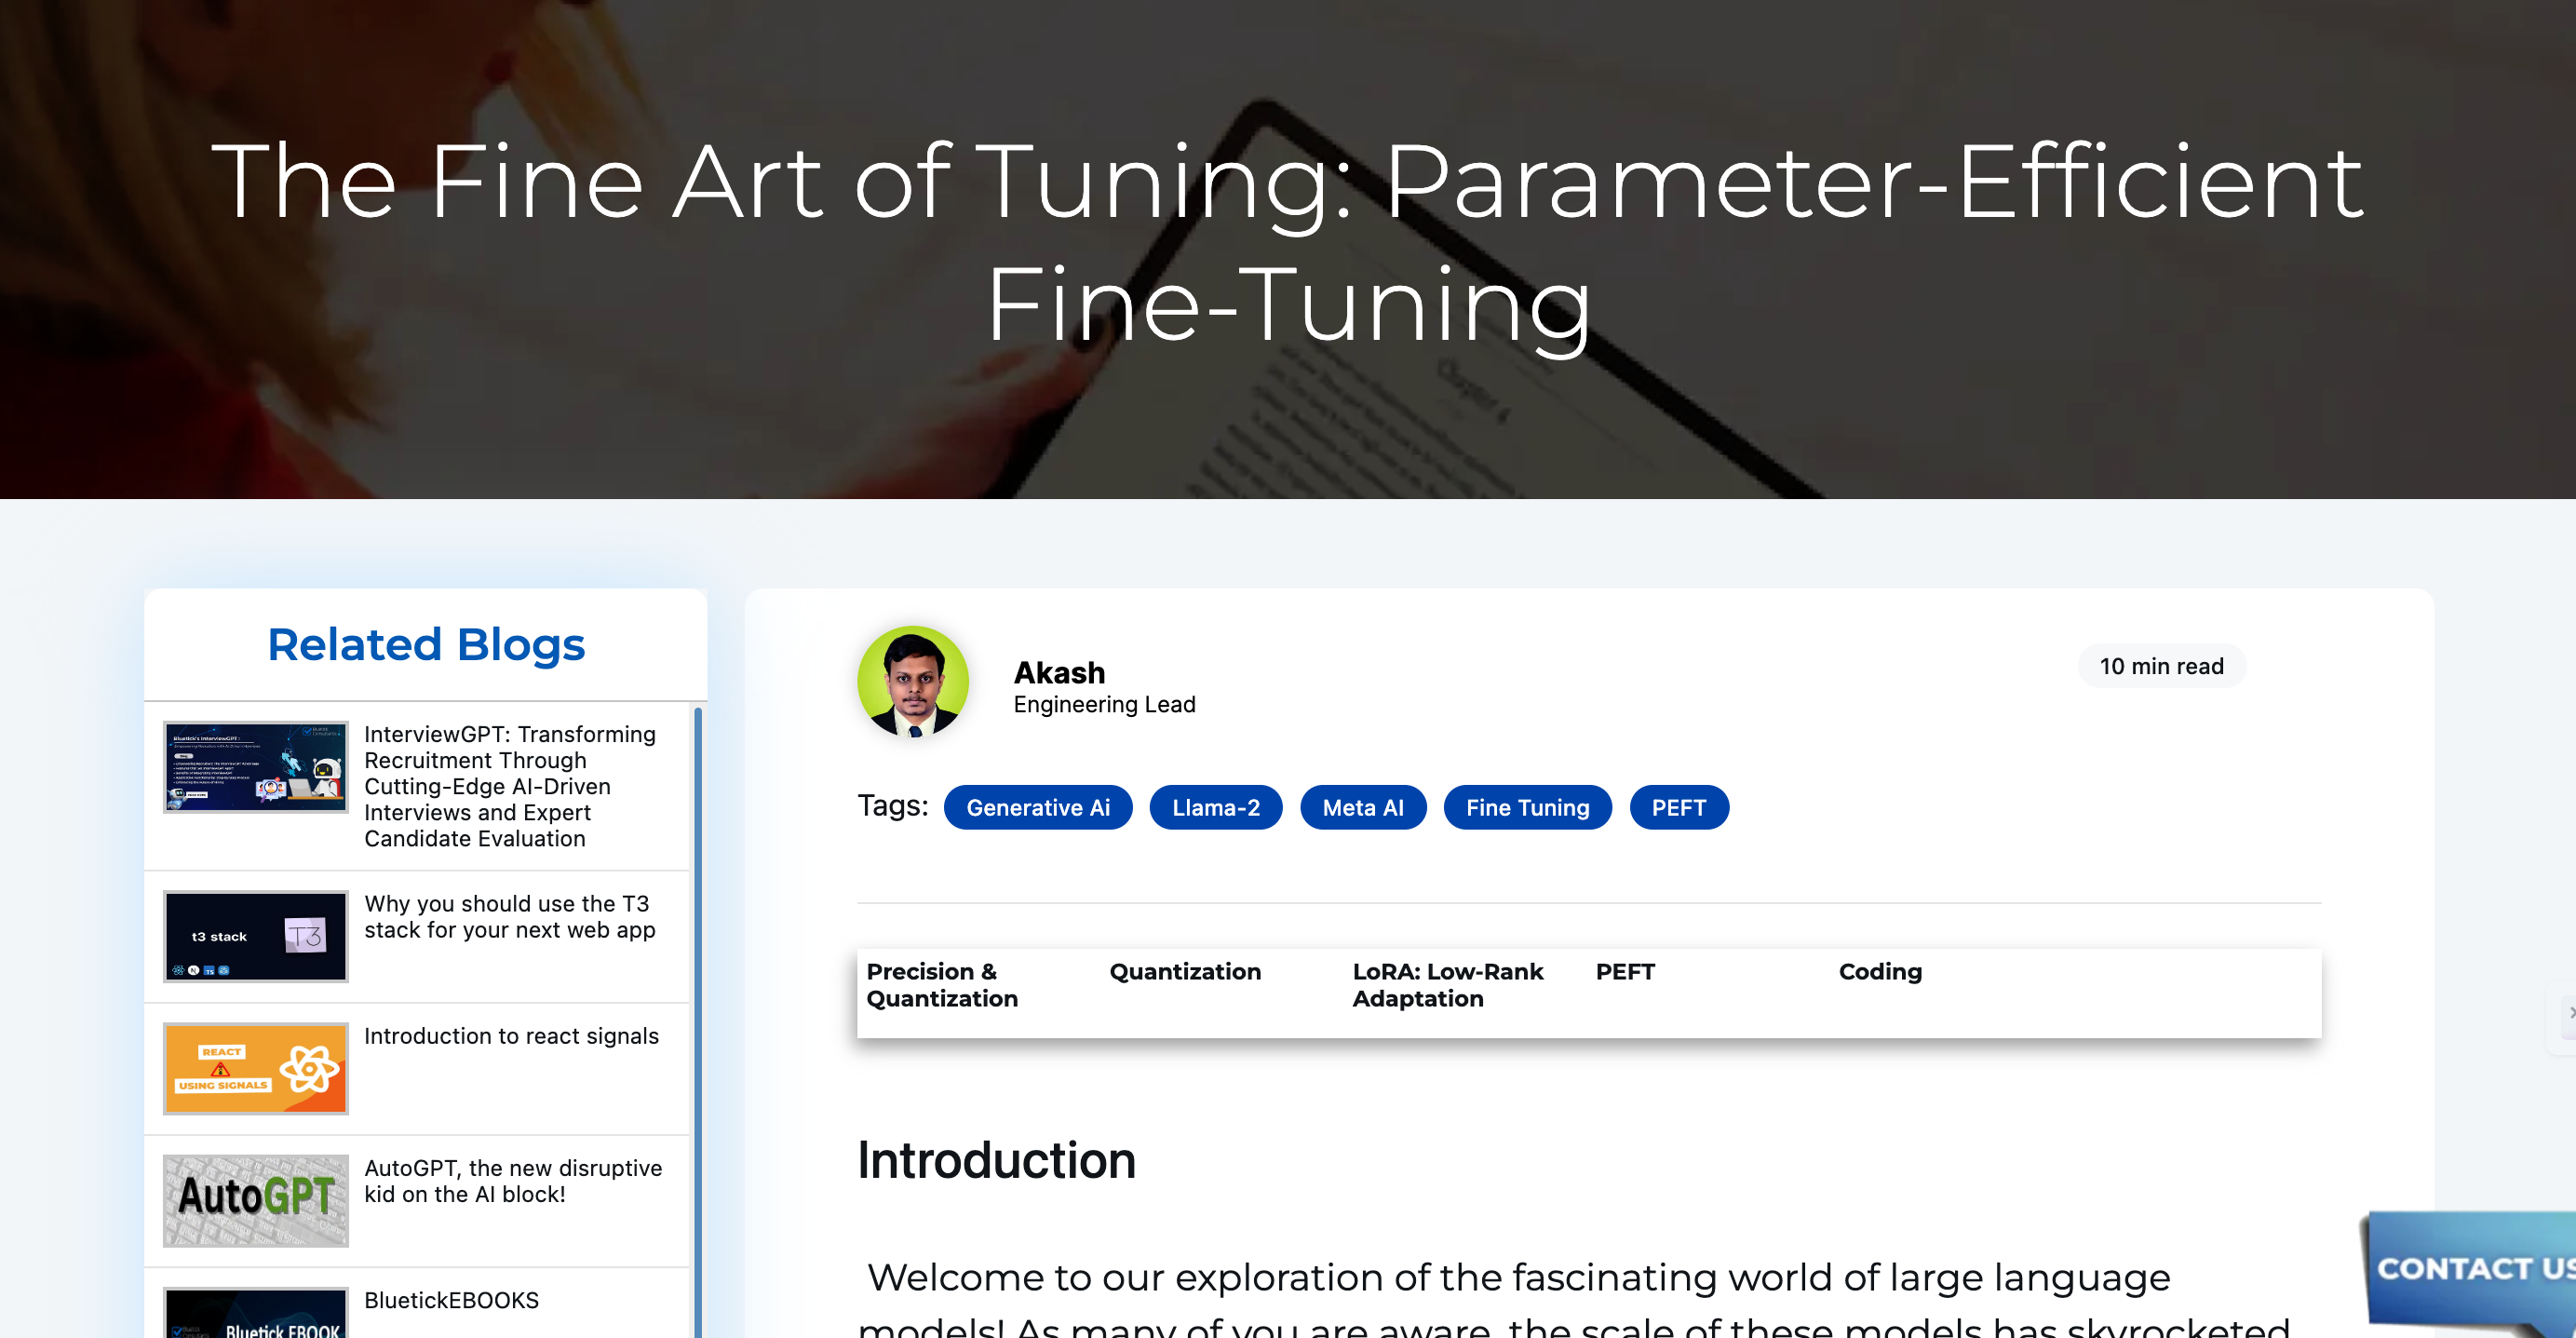 The Fine Art of Tuning: Parameter-Efficient
Fine-Tuning
Chapter 4
Related Blogs
InterviewGPT: Transforming
Recruitment Through
Cutting-Edge AI-Driven
Interviews and Expert
Candidate Evaluation
t3 stack
T3
TS
Why you should use the T3
stack for your next web app
REACT
USING SIGNALS
Introduction to react signals
AutoGPT
AutoGPT, the new disruptive
kid on the AI block!
Bluetick EBOOK
BluetickEBOOKS
Akash
Engineering Lead
10 min read
Tags: Generative Ai Llama-2 Meta AI Fine Tuning PEFT
Precision & Quantization LoRA: Low-Rank PEFT Coding
Quantization Adaptation
Introduction
Welcome to our exploration of the fascinating world of large language
models! As many of you are aware, the scale of these models has skyrocketed
CONTACT US